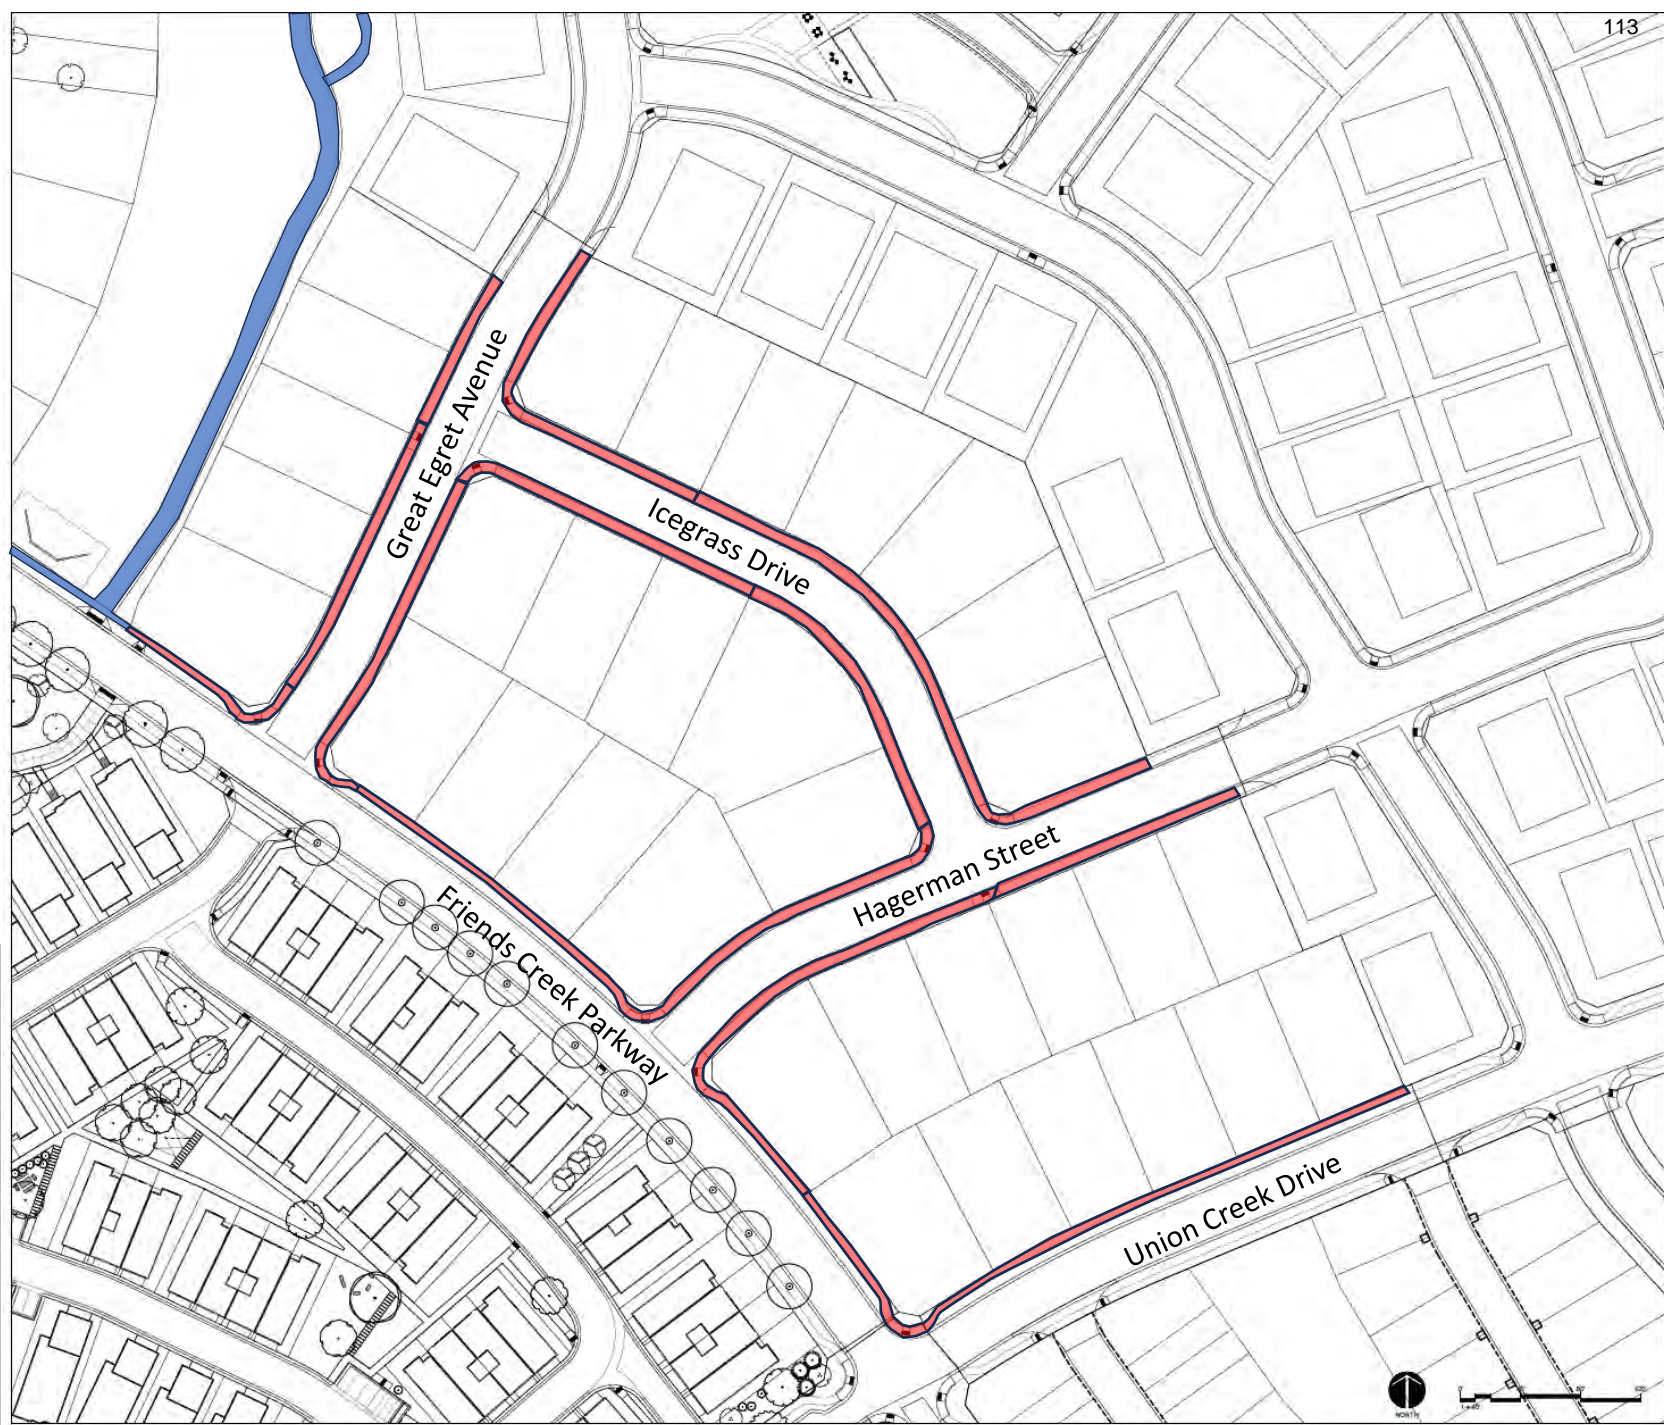 113
Great Egret Avenue
Icegrass Drive
Hagerman Street
Friends Creek Parkway
Union Creek Drive
NORTH